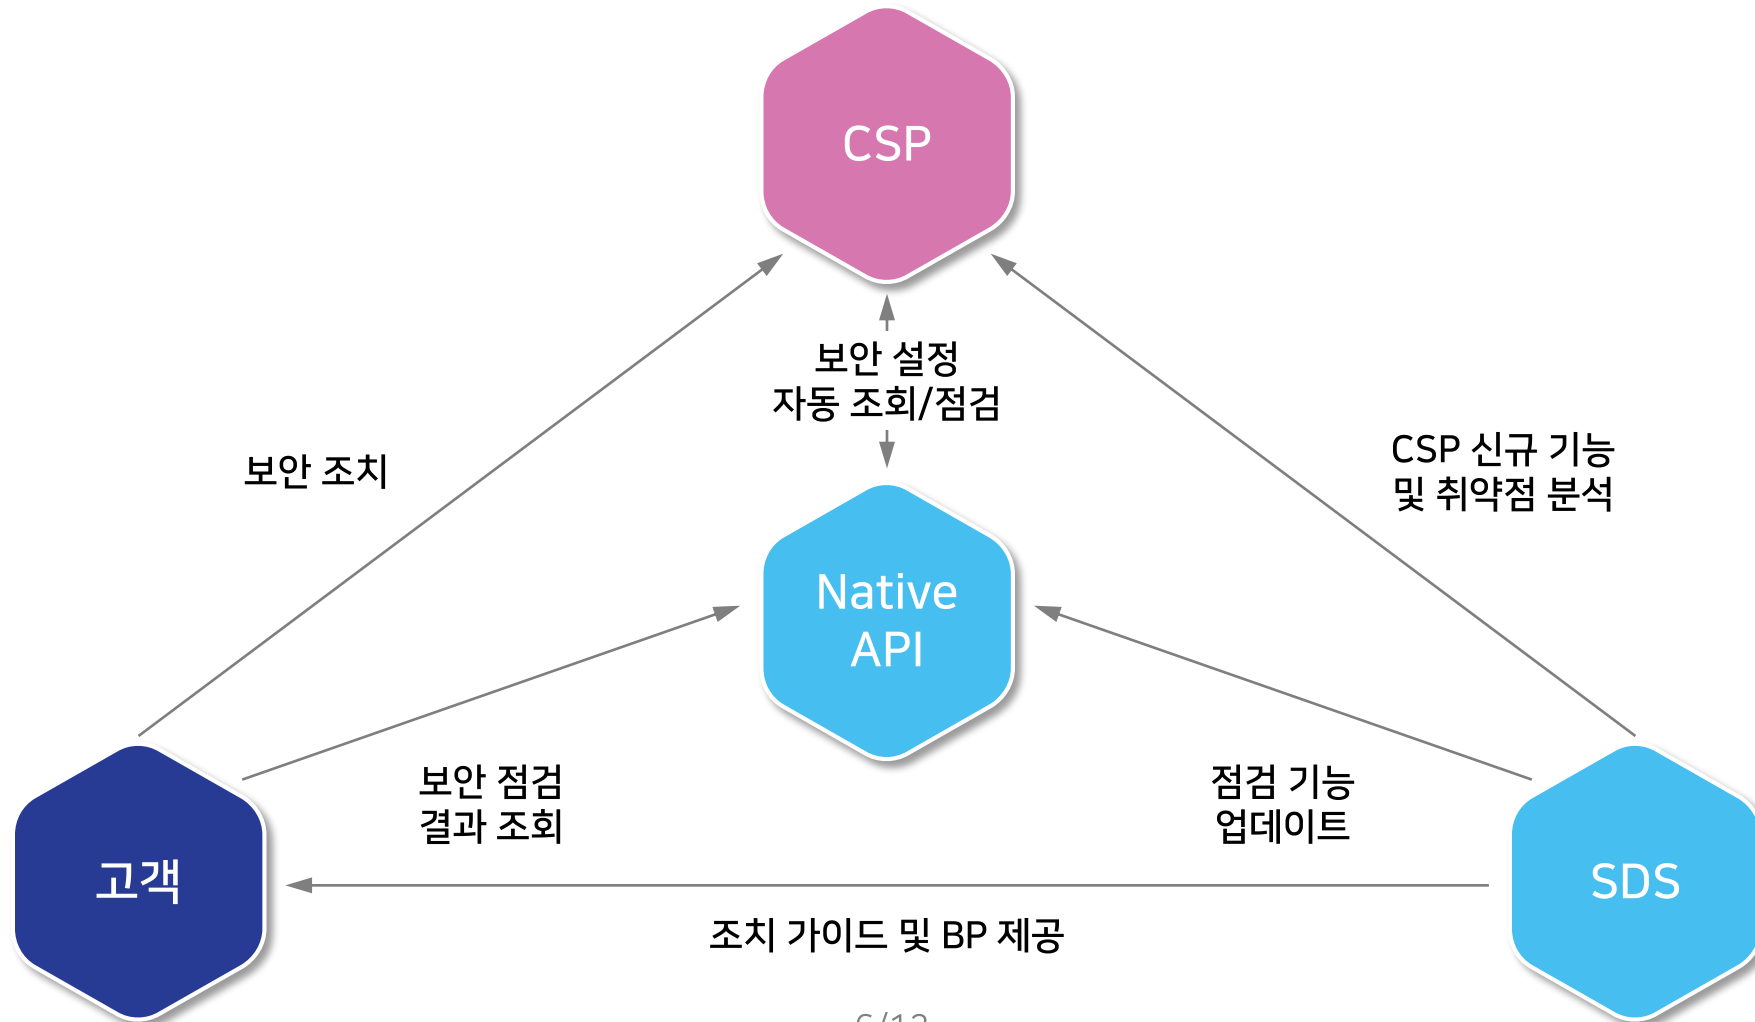 CSP
보안 설정
자동 조회/점검
보안 조치
CSP 신규 기능
및 취약점 분석
Native
API
보안 점검
결과 조회
점검 기능
업데이트
고객
SDS
조치 가이드 및 BP 제공